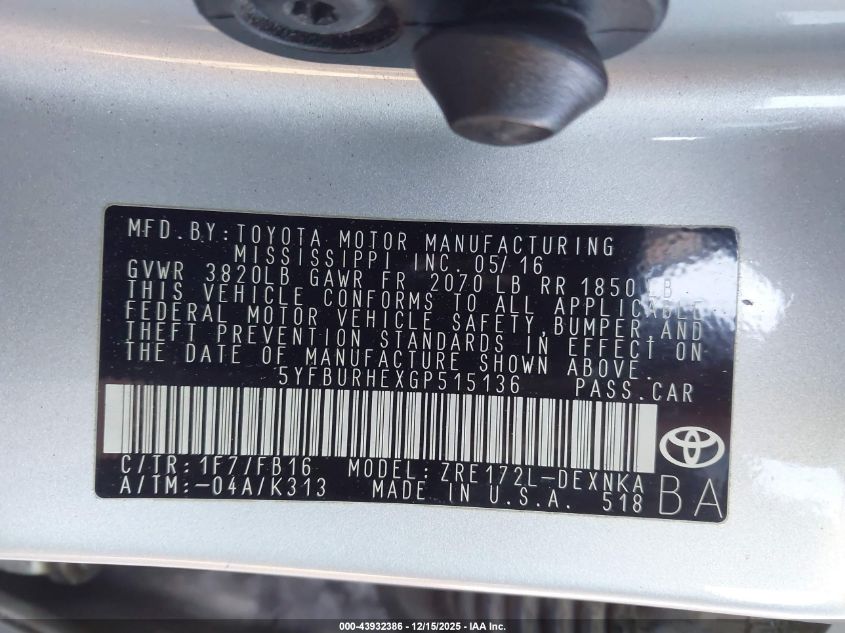 MFD. BY: TOYOTA MOTOR MANUFACTURING
MISSISSIPPI INC. 05/16
GVWR 3820LB GAWR FR 2070 LB RR 1850 LB
THIS VEHICLE CONFORMS TO ALL APPLICABLE
FEDERAL MOTOR VEHICLE SAFETY, BUMPER, AND
THEFT PREVENTION STANDARDS IN EFFECT ON
THE DATE OF MANUFACTURE SHOWN ABOVE.
5YFBURHEXGP515136 PASS.CAR
C/TR: 1F7/FB16 MODEL: ZRE172L-DEXNKA
A/TM:-04A/K313 MADE IN U.S.A. 518 BA
000-43932386 - 12/15/2025 - IAA Inc.